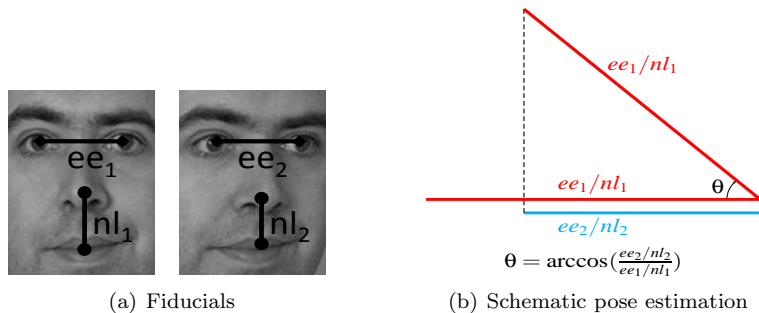 ee₁
nl₁
ee₂
nl₂
(a) Fiducials
ee₁/nl₁
θ
ee₁/nl₁
ee₂/nl₂
θ = arccos(\frac{ee₂/nl₂}{ee₁/nl₁})
(b) Schematic pose estimation